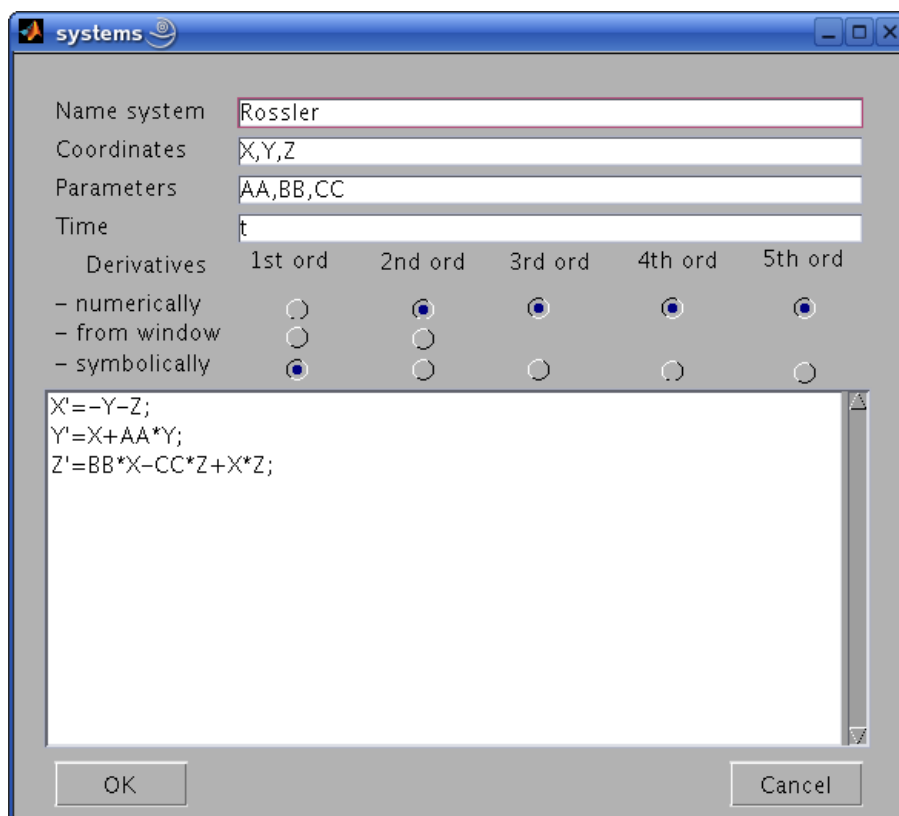 systems
Name system Rossler
Coordinates X,Y,Z
Parameters AA,BB,CC
Time t
Derivatives 1st ord 2nd ord 3rd ord 4th ord 5th ord
– numerically
– from window
– symbolically
X'=–Y–Z;
Y'=X+AA*Y;
Z'=BB*X–CC*Z+X*Z;
OK Cancel